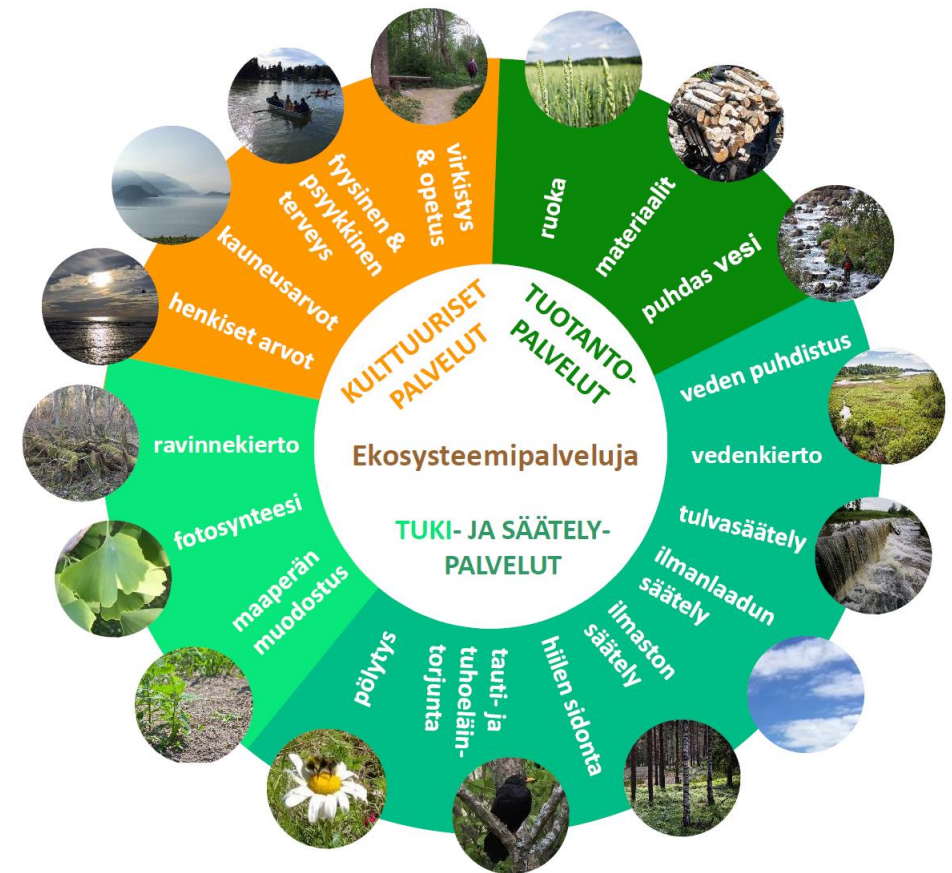 virkistys
& opetus
fyysinen &
psyykkinen
terveys
kauneusarvot
henkiset arvot
ruoka
materiaalit
puhdas vesi
KULTTUURISET
PALVELUT
TUOTANTO-
PALVELUT
Ekosysteemipalveluja
TUKI- JA SÄÄTELY-
PALVELUT
veden puhdistus
vedenkierto
tulvasäätely
ilmanlaadun
säätely
ilmaston
säätely
hiilen sidonta
tauti- ja
tuhoeläin-
torjunta
pölytys
maaperän
muodostus
fotosynteesi
ravinnekierto